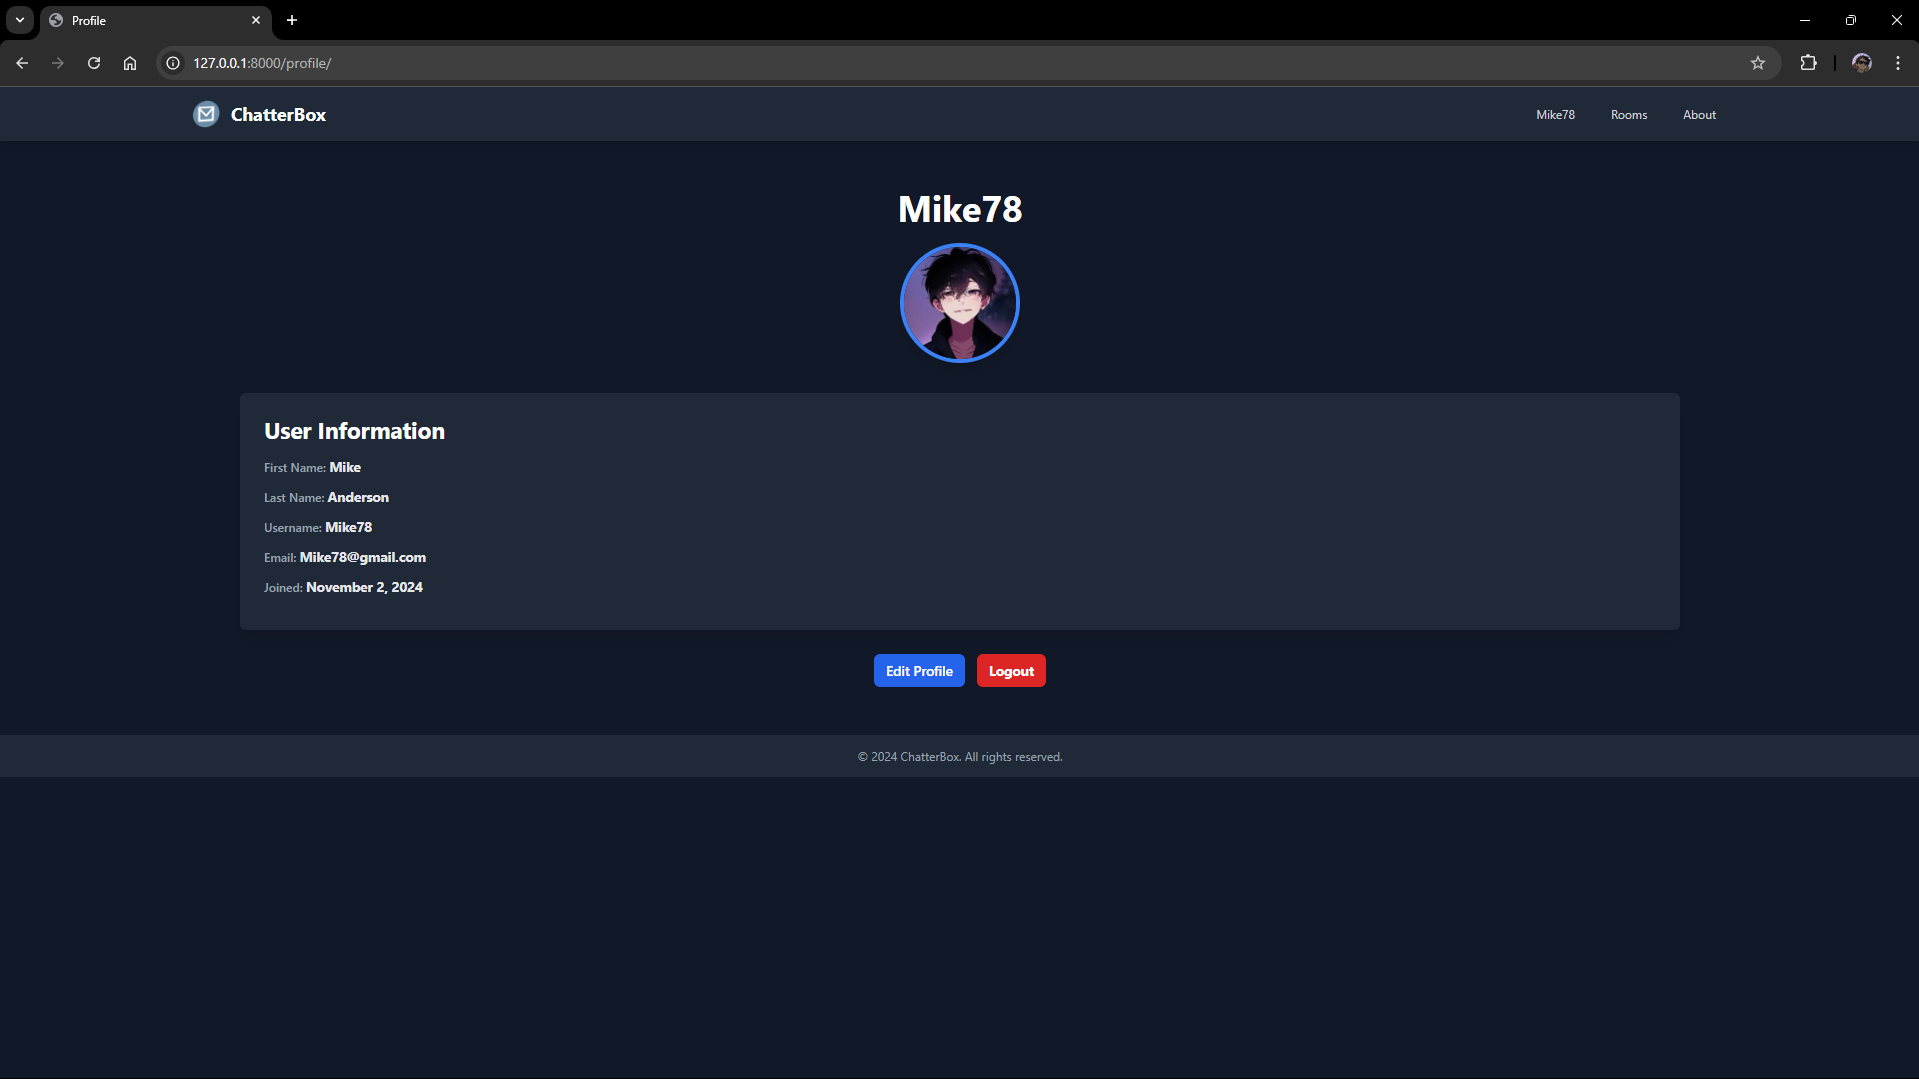 Profile
127.0.0.1:8000/profile/
ChatterBox
Mike78
Rooms
About
Mike78
User Information
First Name: Mike
Last Name: Anderson
Username: Mike78
Email: Mike78@gmail.com
Joined: November 2, 2024
Edit Profile
Logout
© 2024 ChatterBox. All rights reserved.